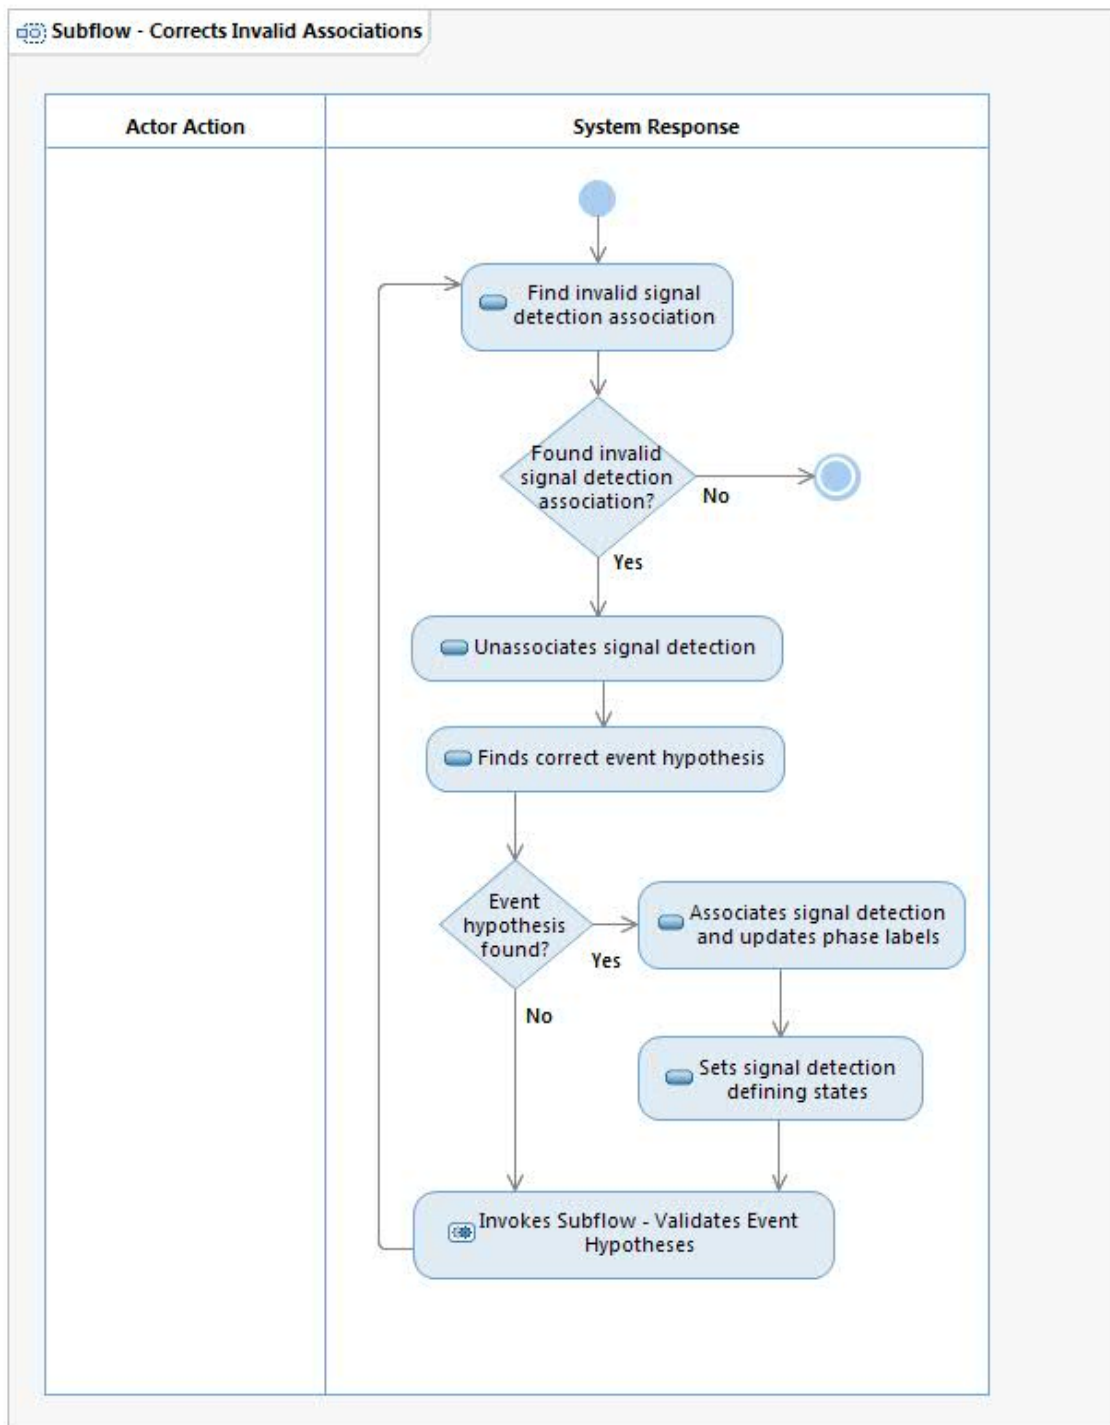 Subflow - Corrects Invalid Associations
Actor Action
System Response
Find invalid signal
detection association
Found invalid
signal detection
association?
No
Yes
Unassociates signal detection
Finds correct event hypothesis
Event
hypothesis
found?
Yes
No
Associates signal detection
and updates phase labels
Sets signal detection
defining states
Invokes Subflow - Validates Event
Hypotheses